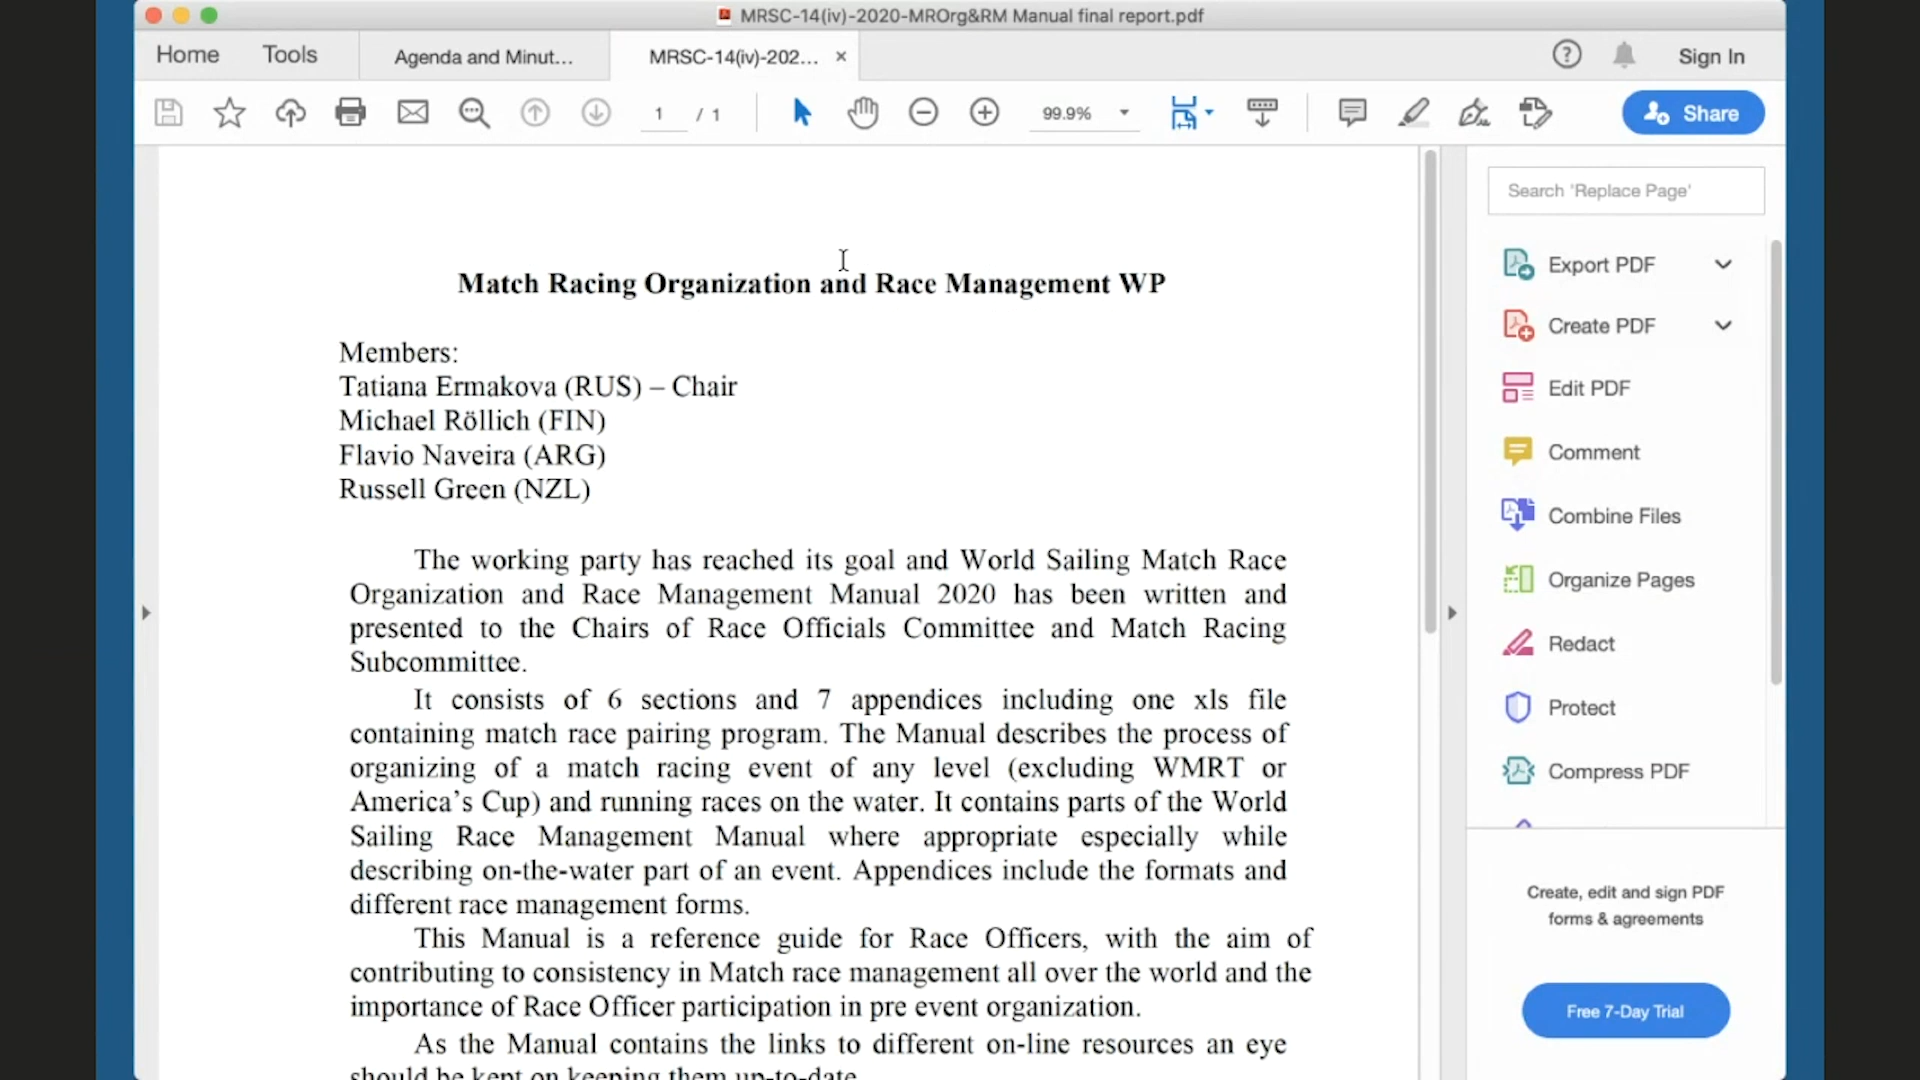 MRSC-14(iv)-2020-MROrg&RM Manual final report.pdf
Home
Tools
Agenda and Minut...
MRSC-14(iv)-202...
Sign In
1 / 1
99.9%
Share
Search 'Replace Page'
Export PDF
Create PDF
Edit PDF
Comment
Combine Files
Organize Pages
Redact
Protect
Compress PDF
Create, edit and sign PDF
forms & agreements
Free 7-Day Trial
Match Racing Organization and Race Management WP
Members:
Tatiana Ermakova (RUS) – Chair
Michael Röllich (FIN)
Flavio Naveira (ARG)
Russell Green (NZL)
The working party has reached its goal and World Sailing Match Race
Organization and Race Management Manual 2020 has been written and
presented to the Chairs of Race Officials Committee and Match Racing
Subcommittee.
It consists of 6 sections and 7 appendices including one xls file
containing match race pairing program. The Manual describes the process of
organizing of a match racing event of any level (excluding WMRT or
America’s Cup) and running races on the water. It contains parts of the World
Sailing Race Management Manual where appropriate especially while
describing on-the-water part of an event. Appendices include the formats and
different race management forms.
This Manual is a reference guide for Race Officers, with the aim of
contributing to consistency in Match race management all over the world and the
importance of Race Officer participation in pre event organization.
As the Manual contains the links to different on-line resources an eye
should be kept on keeping them up-to-date.